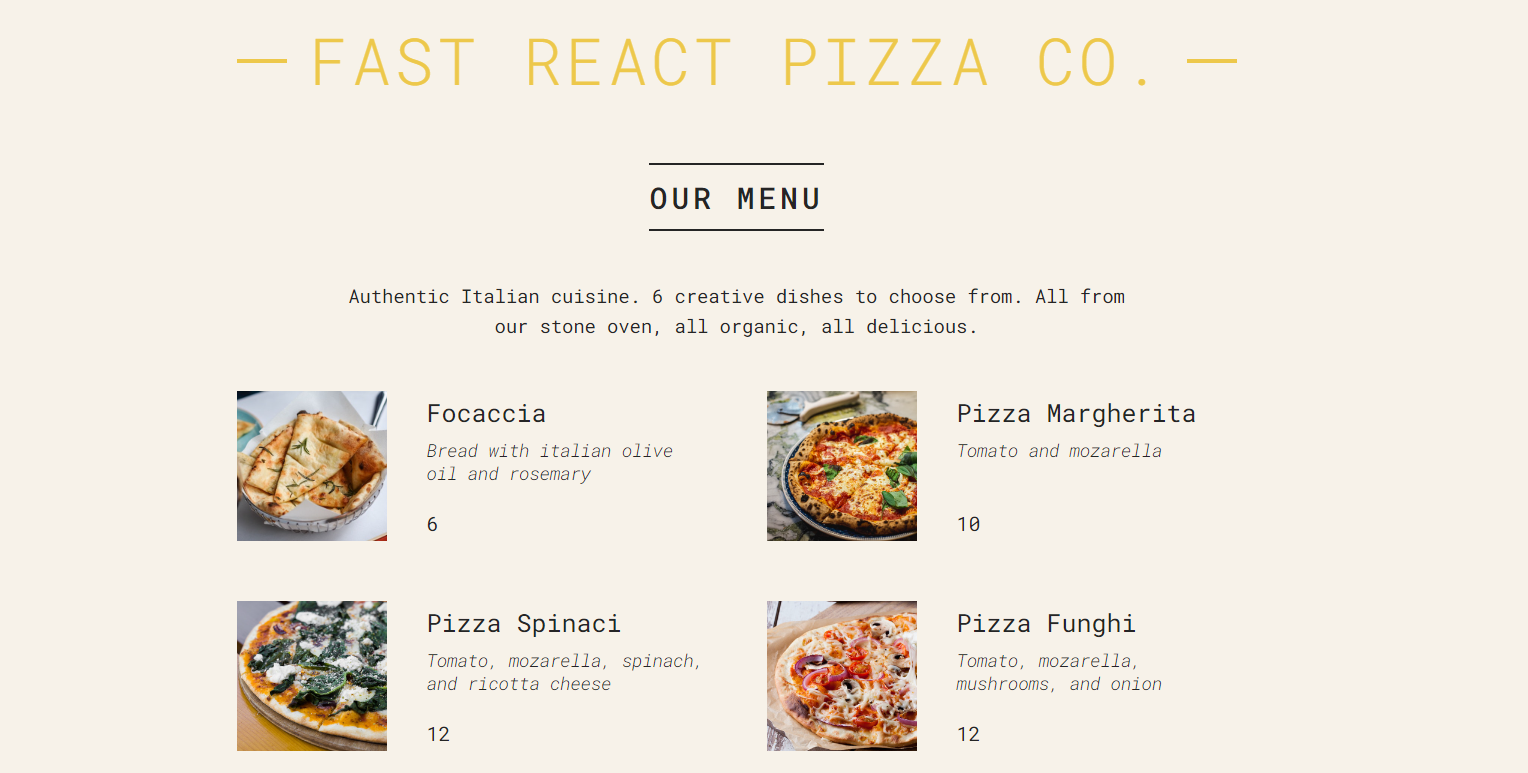 — FAST REACT PIZZA CO. —
OUR MENU
Authentic Italian cuisine. 6 creative dishes to choose from. All from
our stone oven, all organic, all delicious.
Focaccia
Bread with italian olive
oil and rosemary
6
Pizza Margherita
Tomato and mozarella
10
Pizza Spinaci
Tomato, mozarella, spinach,
and ricotta cheese
12
Pizza Funghi
Tomato, mozarella,
mushrooms, and onion
12